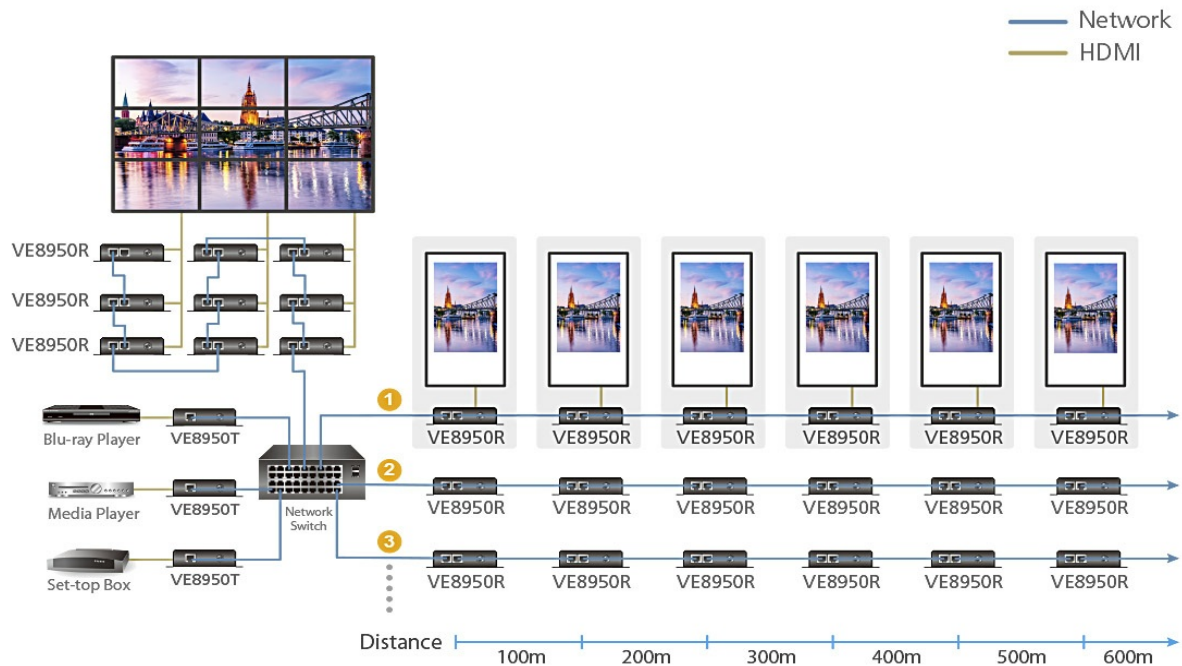 Network
HDMI
VE8950R
VE8950R
VE8950R
Blu-ray Player
VE8950T
Media Player
VE8950T
Set-top Box
VE8950T
Network
Switch
1
VE8950R VE8950R VE8950R VE8950R VE8950R VE8950R
2
VE8950R VE8950R VE8950R VE8950R VE8950R VE8950R
3
VE8950R VE8950R VE8950R VE8950R VE8950R VE8950R
Distance
100m 200m 300m 400m 500m 600m